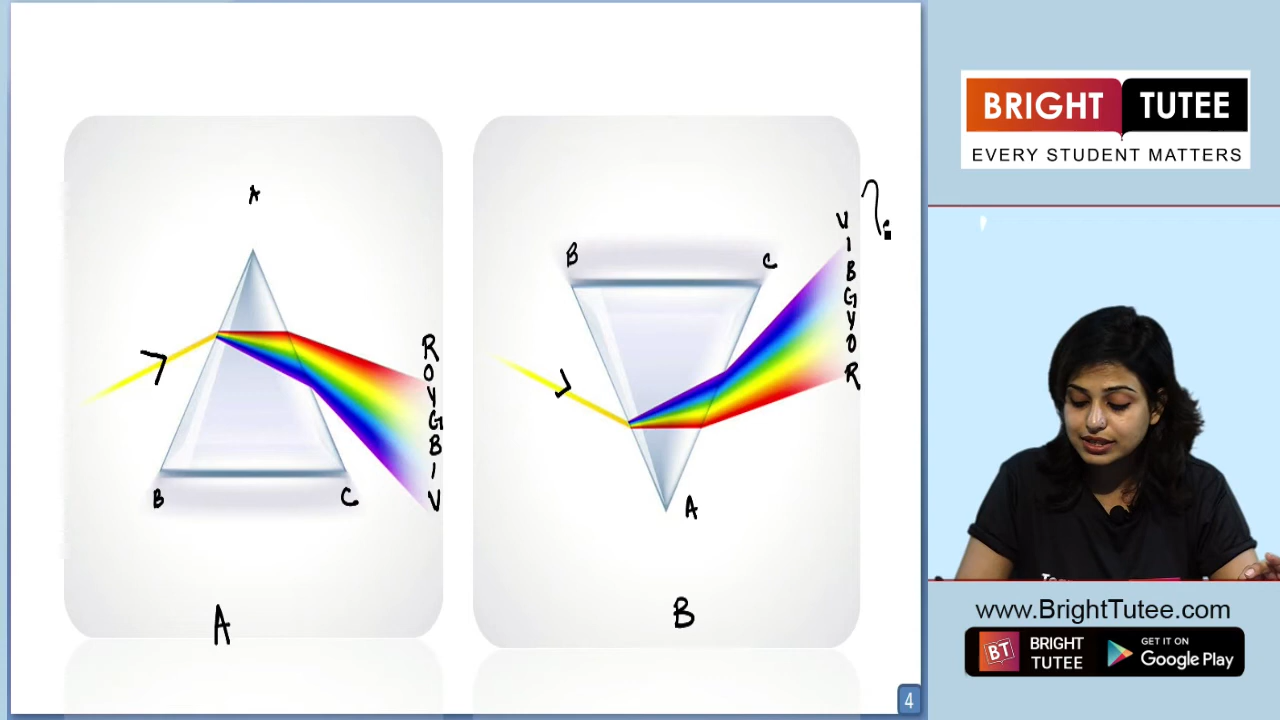 A
B
C
R
O
Y
G
B
I
V
A
B
C
V
I
B
G
Y
O
R
?
A
B
4
BRIGHT TUTEE
EVERY STUDENT MATTERS
www.BrightTutee.com
BT
BRIGHT
TUTEE
GET IT ON
Google Play